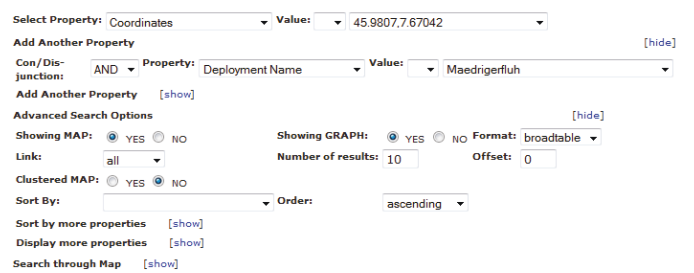 Select Property: Coordinates Value: 45.9807,7.67042
Add Another Property [hide]
Con/Dis-junction: AND Property: Deployment Name Value: Maedrigerfluh
Add Another Property [show]
Advanced Search Options [hide]
Showing MAP: YES NO Showing GRAPH: YES NO Format: broadtable
Link: all Number of results: 10 Offset: 0
Clustered MAP: YES NO
Sort By: Order: ascending
Sort by more properties [show]
Display more properties [show]
Search through Map [show]